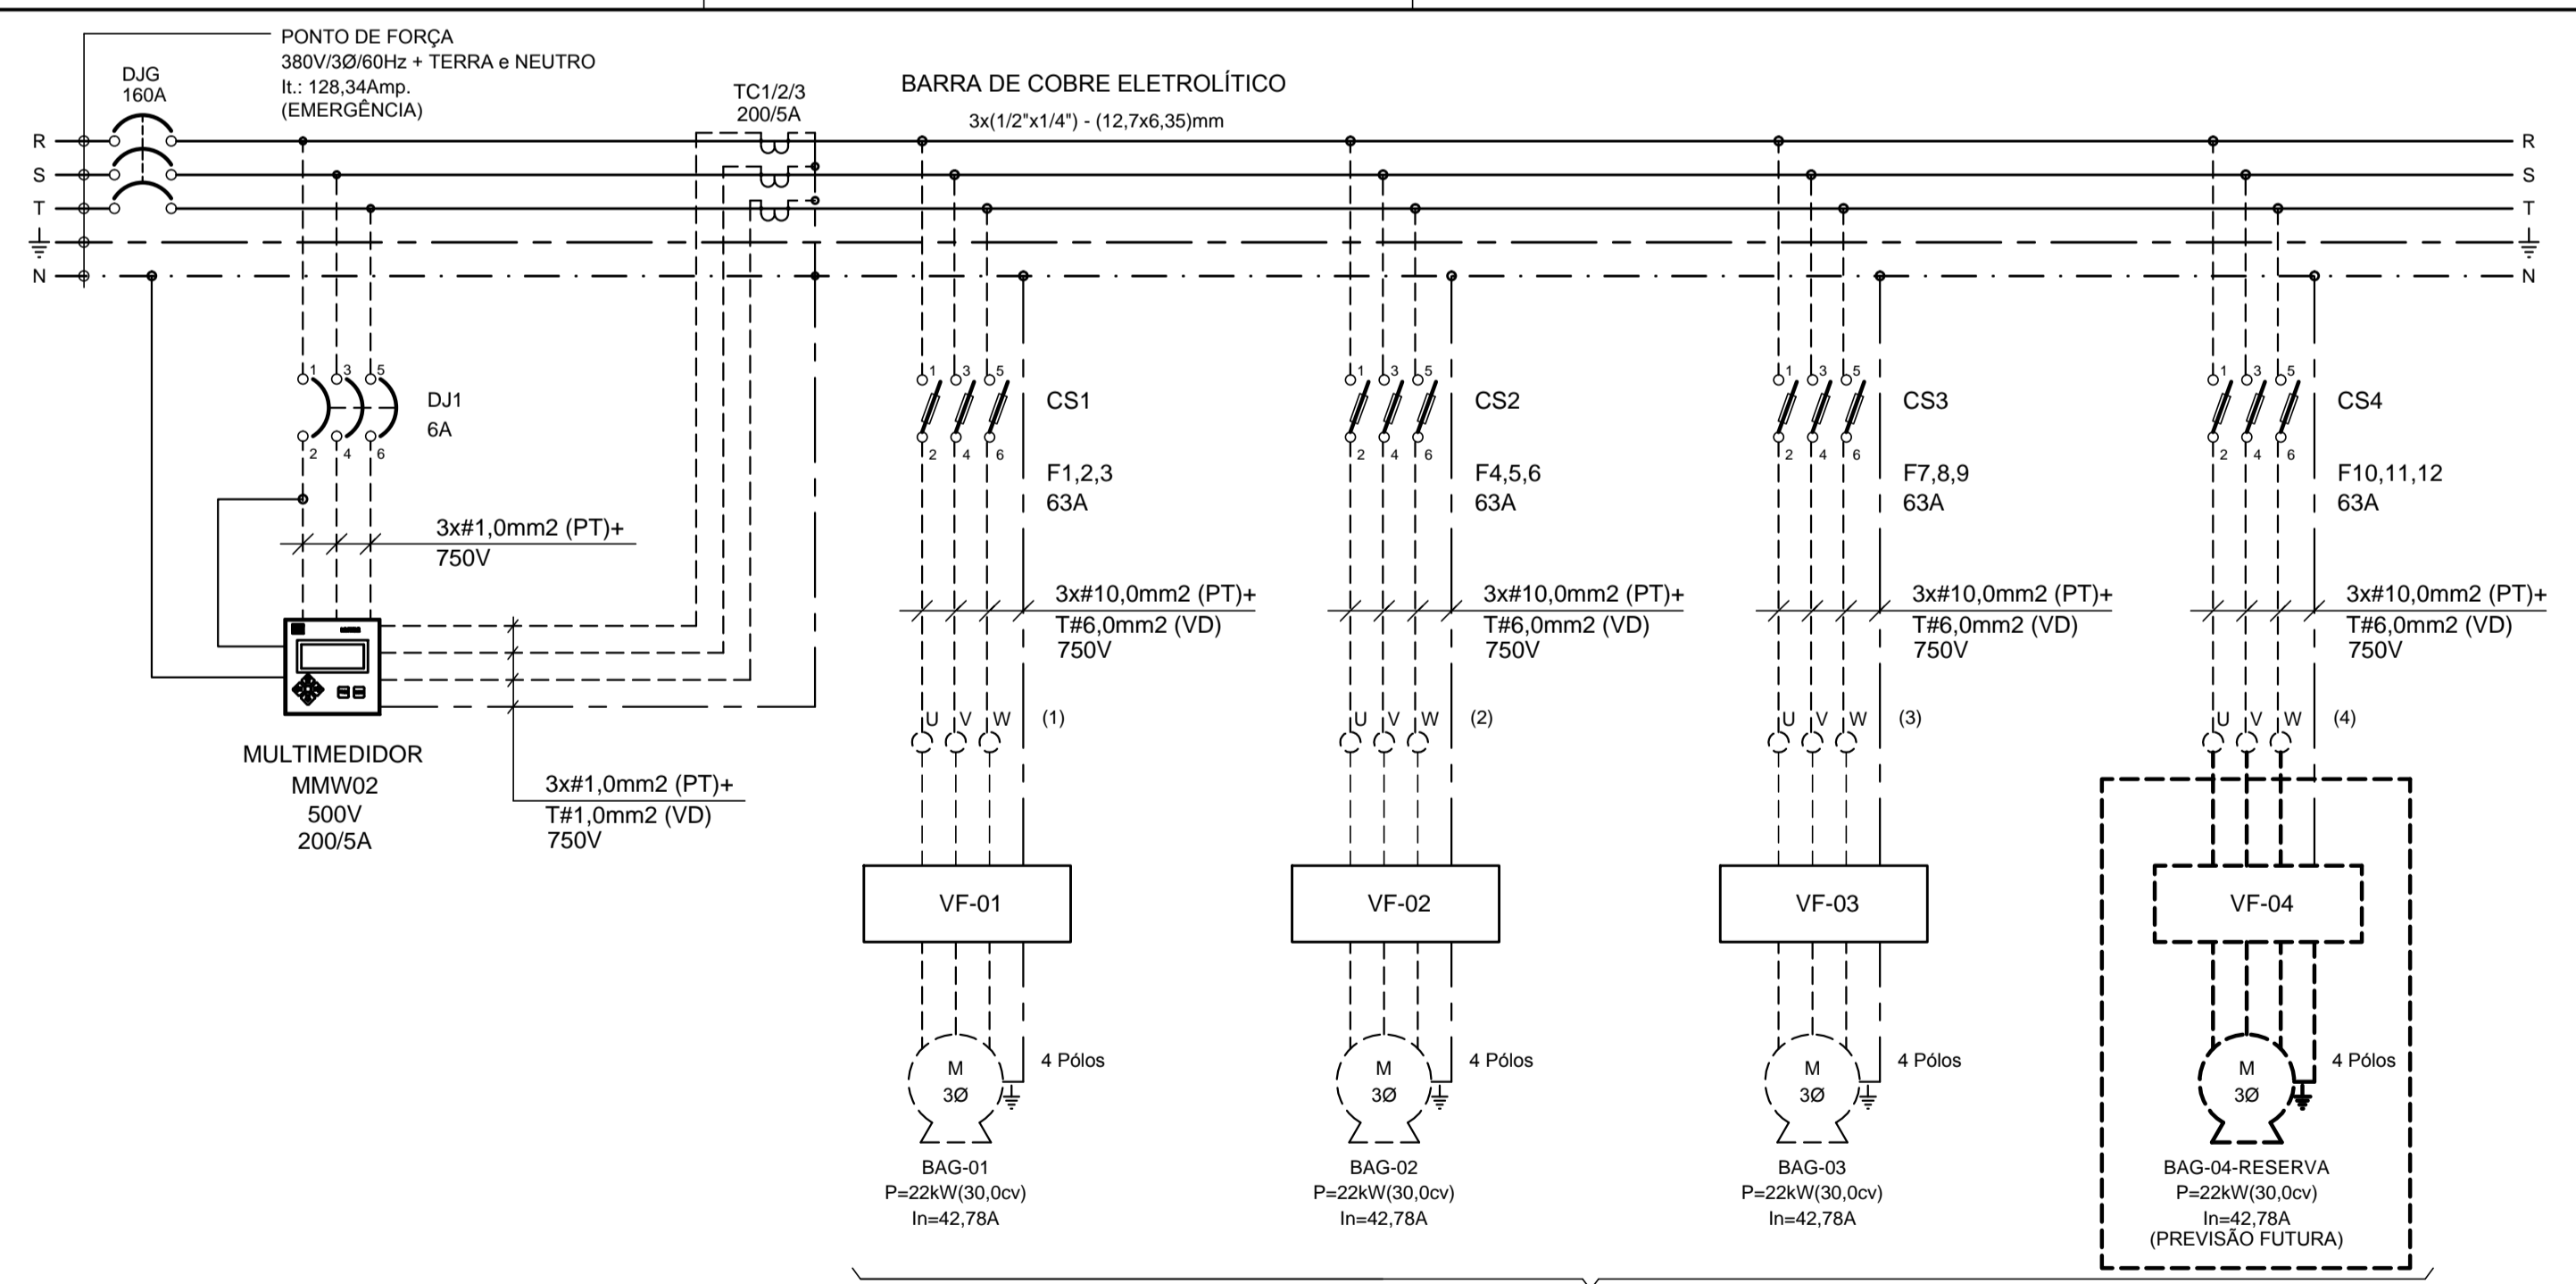 PONTO DE FORÇA
380V/3Ø/60Hz + TERRA e NEUTRO
It.: 128,34Amp.
(EMERGÊNCIA)
DJG
160A
TC1/2/3
200/5A
BARRA DE COBRE ELETROLÍTICO
3x(1/2"x1/4") - (12,7x6,35)mm
R
R
S
S
T
T
N
N
1 3 5
DJ1
6A
2 4 6
1 3 5
CS1
2 4 6
F1,2,3
63A
1 3 5
CS2
2 4 6
F4,5,6
63A
1 3 5
CS3
2 4 6
F7,8,9
63A
1 3 5
CS4
2 4 6
F10,11,12
63A
3x#1,0mm2 (PT)+
750V
3x#10,0mm2 (PT)+
T#6,0mm2 (VD)
750V
3x#10,0mm2 (PT)+
T#6,0mm2 (VD)
750V
3x#10,0mm2 (PT)+
T#6,0mm2 (VD)
750V
3x#10,0mm2 (PT)+
T#6,0mm2 (VD)
750V
U V W (1)
U V W (2)
U V W (3)
U V W (4)
MULTIMEDIDOR
MMW02
500V
200/5A
3x#1,0mm2 (PT)+
T#1,0mm2 (VD)
750V
VF-01
VF-02
VF-03
VF-04
M
3Ø
4 Pólos
M
3Ø
4 Pólos
M
3Ø
4 Pólos
M
3Ø
4 Pólos
BAG-01
P=22kW(30,0cv)
In=42,78A
BAG-02
P=22kW(30,0cv)
In=42,78A
BAG-03
P=22kW(30,0cv)
In=42,78A
BAG-04-RESERVA
P=22kW(30,0cv)
In=42,78A
(PREVISÃO FUTURA)